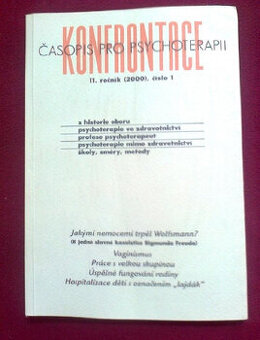 KONFRONTACE
ČASOPIS PRO PSYCHOTERAPII
11. ročník (2000), číslo 1
z historie oboru
psychoterapie ve zdravotnictví
profese psychoterapeut
psychoterapie mimo zdravotnictví
školy, směry, metody
Jakými nemocemi trpěl Wolfsmann?
(K jedné slavné kazuistice Sigmunda Freuda)
Vaginismus
Práce s velkou skupinou
Úspěšné fungování rodiny
Hospitalizace dětí s označením „lajdák"